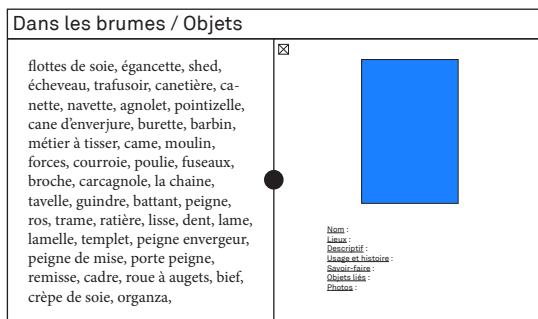 Dans les brumes / Objets
flottes de soie, égancette, shed,
écheveau, trafusoir, canetière, ca-
nette, navette, agnolet, pointizelle,
cane d'enverjure, burette, barbin,
métier à tisser, came, moulin,
forces, courroie, poulie, fuseaux,
broche, carcagnole, la chaine,
tavelle, guindre, battant, peigne,
ros, trame, ratière, lisse, dent, lame,
lamelle, templet, peigne envergeur,
peigne de mise, porte peigne,
remisse, cadre, roue à augets, bief,
crèpe de soie, organza,
Nom :
Lieux :
Descriptif :
Usage et histoire :
Savoir-faire :
Objets liés :
Photos :